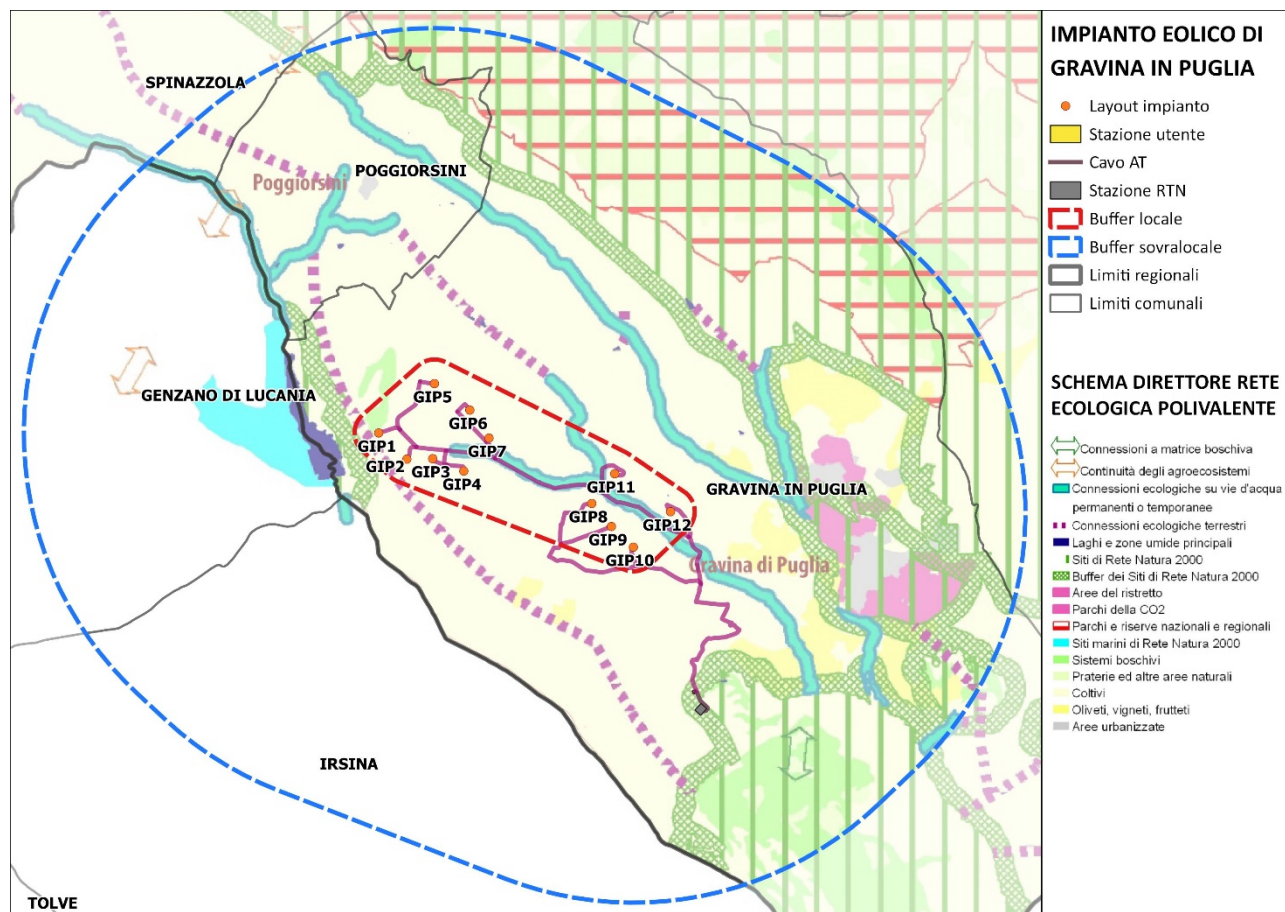 SPINAZZOLA
POGGIORSINI
Poggiorsini
GENZANO DI LUCANIA
GIP5
GIP6
GIP1
GIP7
GIP2
GIP3
GIP4
GIP11
GRAVINA IN PUGLIA
GIP8
GIP12
GIP9
GIP10
Gravina di Puglia
IRSINA
TOLVE
IMPIANTO EOLICO DI
GRAVINA IN PUGLIA
Layout impianto
Stazione utente
Cavo AT
Stazione RTN
Buffer locale
Buffer sovralocale
Limiti regionali
Limiti comunali
SCHEMA DIRETTORE RETE
ECOLOGICA POLIVALENTE
Connessioni a matrice boschiva
Continuità degli agroecosistemi
Connessioni ecologiche su vie d'acqua
permanenti o temporanee
Connessioni ecologiche terrestri
Laghi e zone umide principali
Siti di Rete Natura 2000
Buffer dei Siti di Rete Natura 2000
Aree del ristretto
Parchi della CO2
Parchi e riserve nazionali e regionali
Siti marini di Rete Natura 2000
Sistemi boschivi
Praterie ed altre aree naturali
Coltivi
Oliveti, vigneti, frutteti
Aree urbanizzate